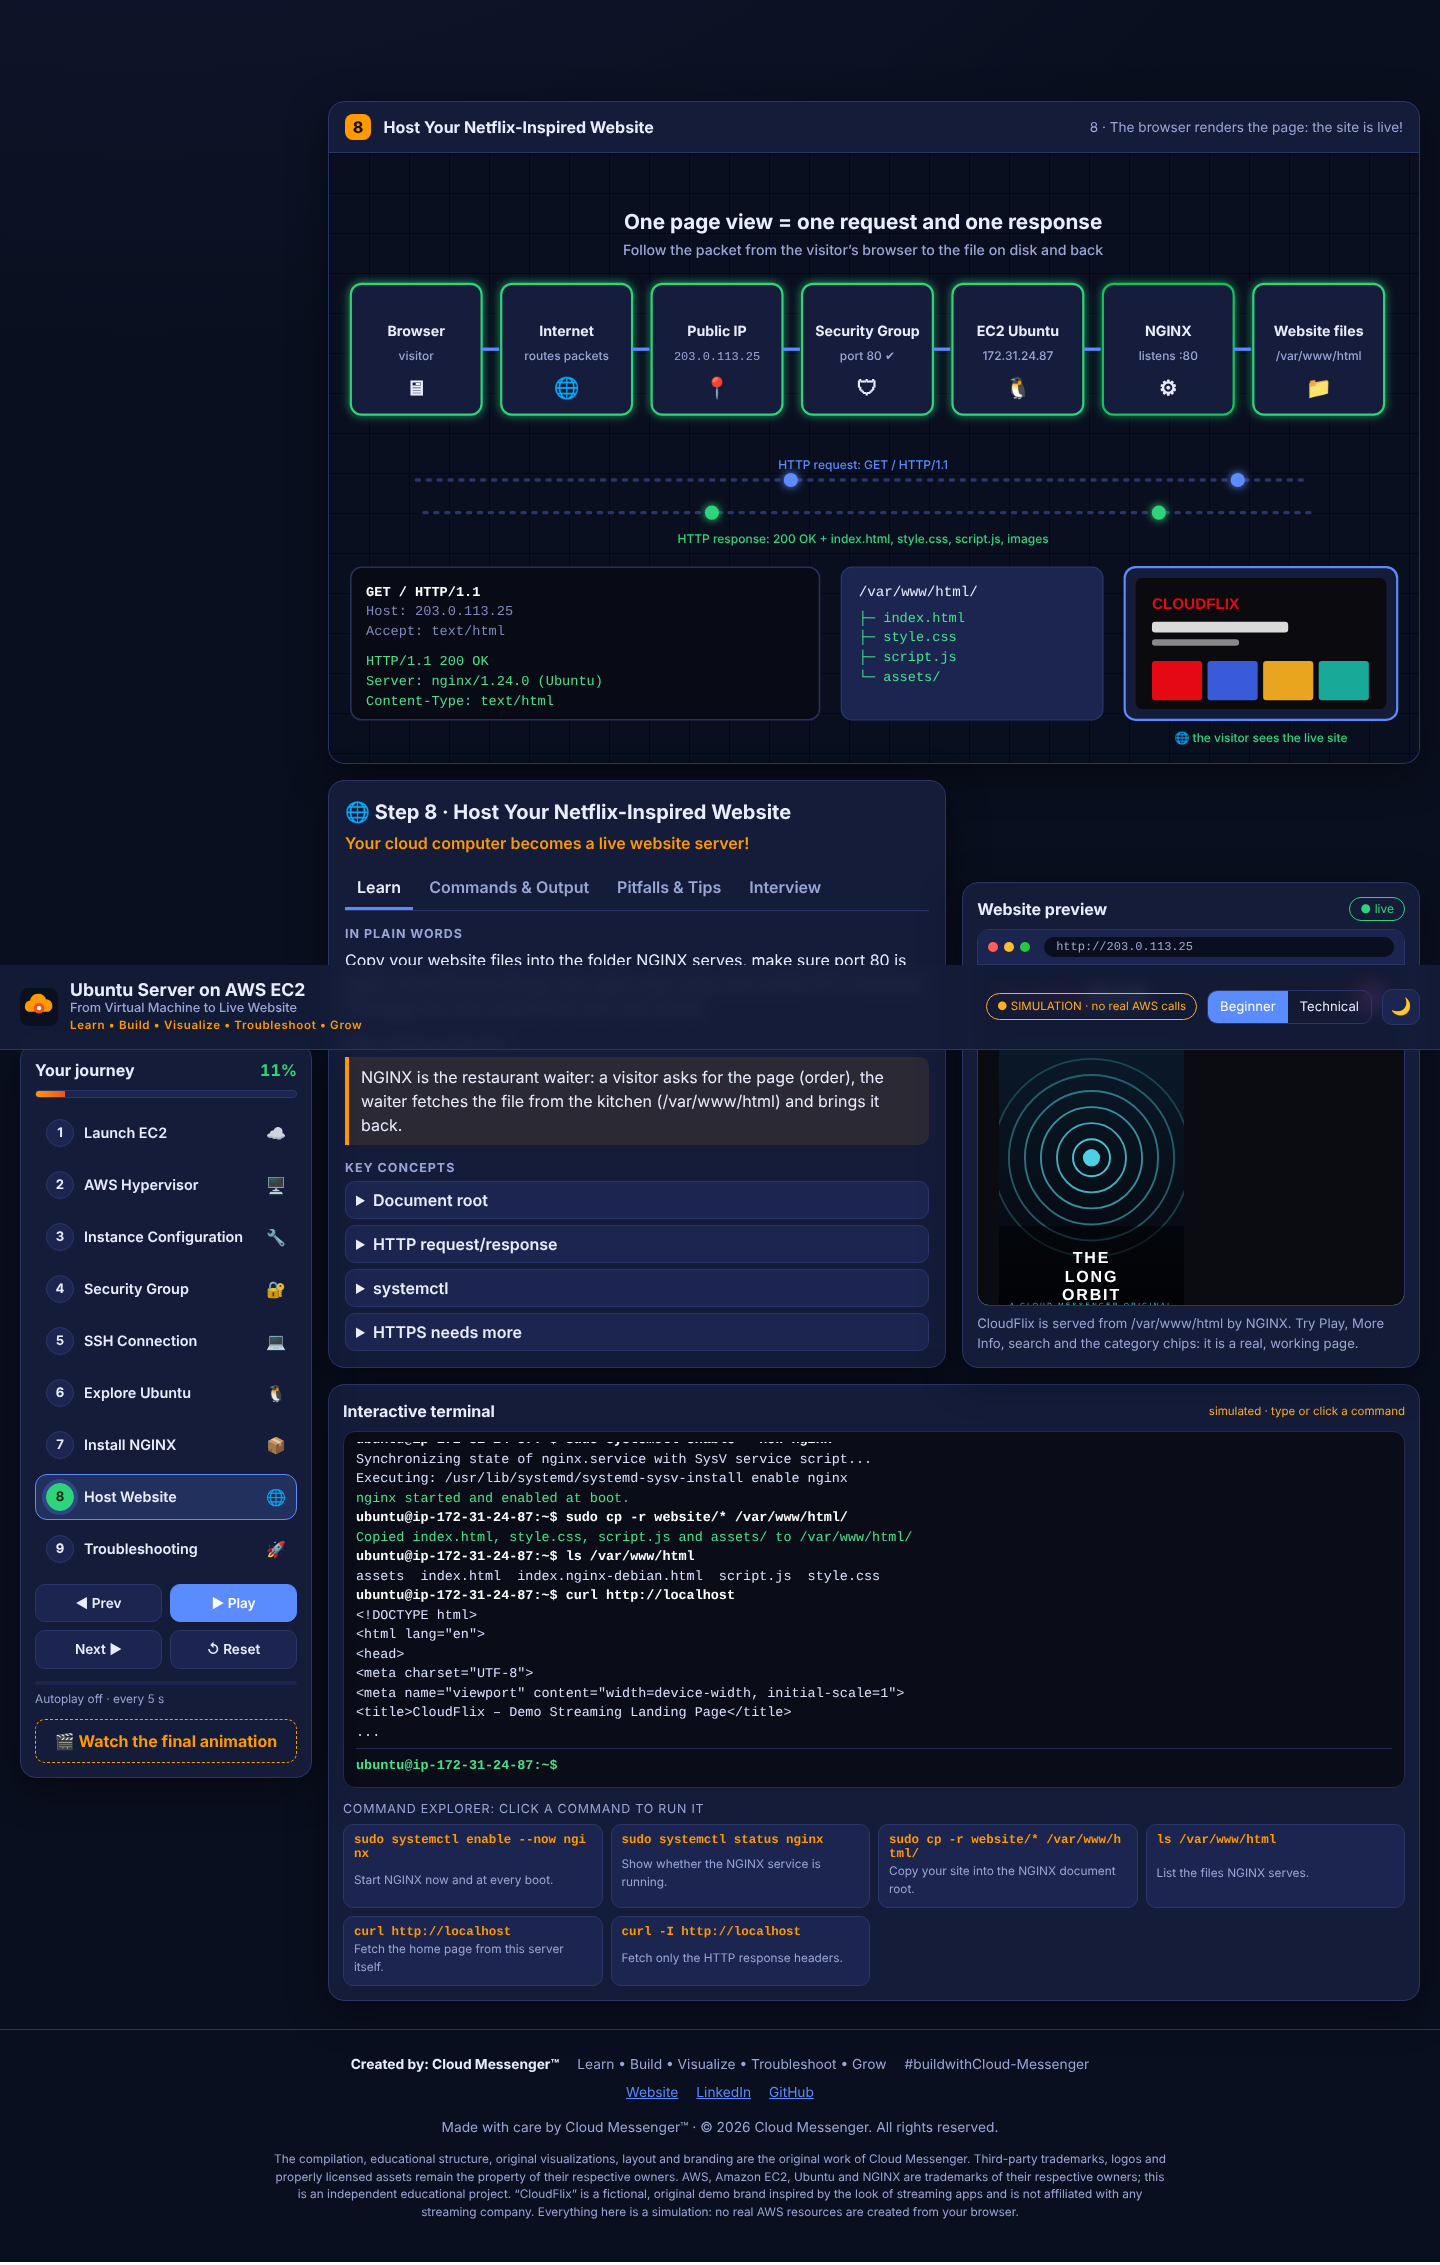 8 Host Your Netflix-Inspired Website
8 · The browser renders the page: the site is live!
One page view = one request and one response
Follow the packet from the visitor’s browser to the file on disk and back
Browser
visitor
Internet
routes packets
Public IP
203.0.113.25
Security Group
port 80 ✔
EC2 Ubuntu
172.31.24.87
NGINX
listens :80
Website files
/var/www/html
HTTP request: GET / HTTP/1.1
HTTP response: 200 OK + index.html, style.css, script.js, images
GET / HTTP/1.1
Host: 203.0.113.25
Accept: text/html
HTTP/1.1 200 OK
Server: nginx/1.24.0 (Ubuntu)
Content-Type: text/html
/var/www/html/
├─ index.html
├─ style.css
├─ script.js
└─ assets/
CLOUDFLIX
🌐 the visitor sees the live site
🌐 Step 8 · Host Your Netflix-Inspired Website
Your cloud computer becomes a live website server!
Learn Commands & Output Pitfalls & Tips Interview
IN PLAIN WORDS
Copy your website files into the folder NGINX serves, make sure port 80 is
Website preview
● live
http://203.0.113.25
Ubuntu Server on AWS EC2
From Virtual Machine to Live Website
Learn • Build • Visualize • Troubleshoot • Grow
● SIMULATION · no real AWS calls
Beginner Technical
Your journey 11%
1 Launch EC2
2 AWS Hypervisor
3 Instance Configuration
4 Security Group
5 SSH Connection
6 Explore Ubuntu
7 Install NGINX
8 Host Website
9 Troubleshooting
◀ Prev ▶ Play
Next ▶ ↺ Reset
Autoplay off · every 5 s
🎬 Watch the final animation
NGINX is the restaurant waiter: a visitor asks for the page (order), the
waiter fetches the file from the kitchen (/var/www/html) and brings it
back.
KEY CONCEPTS
▶ Document root
▶ HTTP request/response
▶ systemctl
▶ HTTPS needs more
THE
LONG
ORBIT
A CLOUD MESSENGER ORIGINAL
CloudFlix is served from /var/www/html by NGINX. Try Play, More
Info, search and the category chips: it is a real, working page.
Interactive terminal
simulated · type or click a command
ubuntu@ip-172-31-24-87:~$ sudo systemctl enable --now nginx
Synchronizing state of nginx.service with SysV service script...
Executing: /usr/lib/systemd/systemd-sysv-install enable nginx
nginx started and enabled at boot.
ubuntu@ip-172-31-24-87:~$ sudo cp -r website/* /var/www/html/
Copied index.html, style.css, script.js and assets/ to /var/www/html/
ubuntu@ip-172-31-24-87:~$ ls /var/www/html
assets  index.html  index.nginx-debian.html  script.js  style.css
ubuntu@ip-172-31-24-87:~$ curl http://localhost
<!DOCTYPE html>
<html lang="en">
<head>
<meta charset="UTF-8">
<meta name="viewport" content="width=device-width, initial-scale=1">
<title>CloudFlix – Demo Streaming Landing Page</title>
...
ubuntu@ip-172-31-24-87:~$
COMMAND EXPLORER: CLICK A COMMAND TO RUN IT
sudo systemctl enable --now ngi
nx
Start NGINX now and at every boot.
sudo systemctl status nginx
Show whether the NGINX service is
running.
sudo cp -r website/* /var/www/h
tml/
Copy your site into the NGINX document
root.
ls /var/www/html
List the files NGINX serves.
curl http://localhost
Fetch the home page from this server
itself.
curl -I http://localhost
Fetch only the HTTP response headers.
Created by: Cloud Messenger™ Learn • Build • Visualize • Troubleshoot • Grow #buildwithCloud-Messenger
Website LinkedIn GitHub
Made with care by Cloud Messenger™ · © 2026 Cloud Messenger. All rights reserved.
The compilation, educational structure, original visualizations, layout and branding are the original work of Cloud Messenger. Third-party trademarks, logos and
properly licensed assets remain the property of their respective owners. AWS, Amazon EC2, Ubuntu and NGINX are trademarks of their respective owners; this
is an independent educational project. “CloudFlix” is a fictional, original demo brand inspired by the look of streaming apps and is not affiliated with any
streaming company. Everything here is a simulation: no real AWS resources are created from your browser.